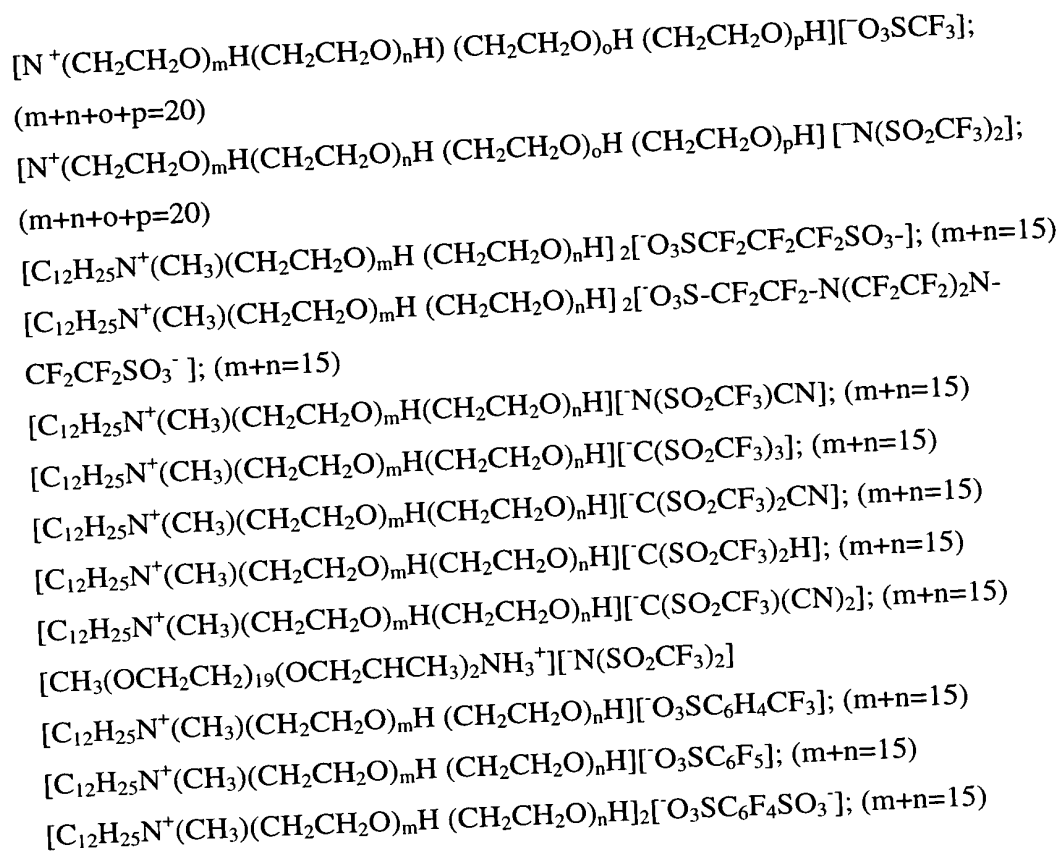 [N⁺(CH₂CH₂O)ₘH(CH₂CH₂O)ₙH) (CH₂CH₂O)ₒH (CH₂CH₂O)ₚH][⁻O₃SCF₃];
(m+n+o+p=20)
[N⁺(CH₂CH₂O)ₘH(CH₂CH₂O)ₙH (CH₂CH₂O)ₒH (CH₂CH₂O)ₚH] [⁻N(SO₂CF₃)₂];
(m+n+o+p=20)
[C₁₂H₂₅N⁺(CH₃)(CH₂CH₂O)ₘH (CH₂CH₂O)ₙH] ₂[⁻O₃SCF₂CF₂CF₂SO₃-]; (m+n=15)
[C₁₂H₂₅N⁺(CH₃)(CH₂CH₂O)ₘH (CH₂CH₂O)ₙH] ₂[⁻O₃S-CF₂CF₂-N(CF₂CF₂)₂N-
CF₂CF₂SO₃⁻ ]; (m+n=15)
[C₁₂H₂₅N⁺(CH₃)(CH₂CH₂O)ₘH(CH₂CH₂O)ₙH][⁻N(SO₂CF₃)CN]; (m+n=15)
[C₁₂H₂₅N⁺(CH₃)(CH₂CH₂O)ₘH(CH₂CH₂O)ₙH][⁻C(SO₂CF₃)₃]; (m+n=15)
[C₁₂H₂₅N⁺(CH₃)(CH₂CH₂O)ₘH(CH₂CH₂O)ₙH][⁻C(SO₂CF₃)₂CN]; (m+n=15)
[C₁₂H₂₅N⁺(CH₃)(CH₂CH₂O)ₘH(CH₂CH₂O)ₙH][⁻C(SO₂CF₃)₂H]; (m+n=15)
[C₁₂H₂₅N⁺(CH₃)(CH₂CH₂O)ₘH(CH₂CH₂O)ₙH][⁻C(SO₂CF₃)(CN)₂]; (m+n=15)
[CH₃(OCH₂CH₂)₁₉(OCH₂CHCH₃)₂NH₃⁺][⁻N(SO₂CF₃)₂]
[C₁₂H₂₅N⁺(CH₃)(CH₂CH₂O)ₘH (CH₂CH₂O)ₙH][⁻O₃SC₆H₄CF₃]; (m+n=15)
[C₁₂H₂₅N⁺(CH₃)(CH₂CH₂O)ₘH (CH₂CH₂O)ₙH][⁻O₃SC₆F₅]; (m+n=15)
[C₁₂H₂₅N⁺(CH₃)(CH₂CH₂O)ₘH (CH₂CH₂O)ₙH]₂[⁻O₃SC₆F₄SO₃⁻]; (m+n=15)